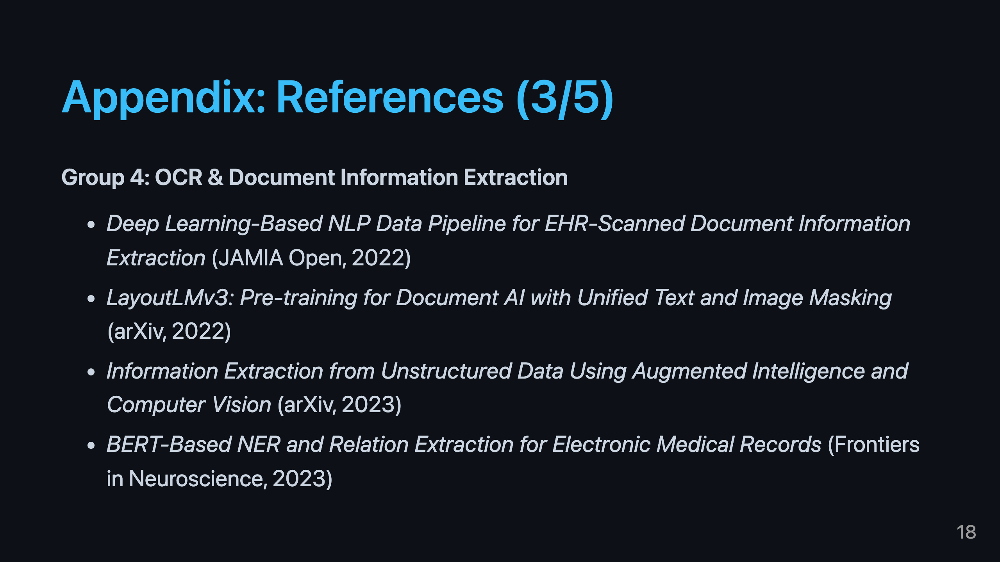 Appendix: References (3/5)
Group 4: OCR & Document Information Extraction
• Deep Learning-Based NLP Data Pipeline for EHR-Scanned Document Information
Extraction (JAMIA Open, 2022)
• LayoutLMv3: Pre-training for Document AI with Unified Text and Image Masking
(arXiv, 2022)
• Information Extraction from Unstructured Data Using Augmented Intelligence and
Computer Vision (arXiv, 2023)
• BERT-Based NER and Relation Extraction for Electronic Medical Records (Frontiers
in Neuroscience, 2023)
18